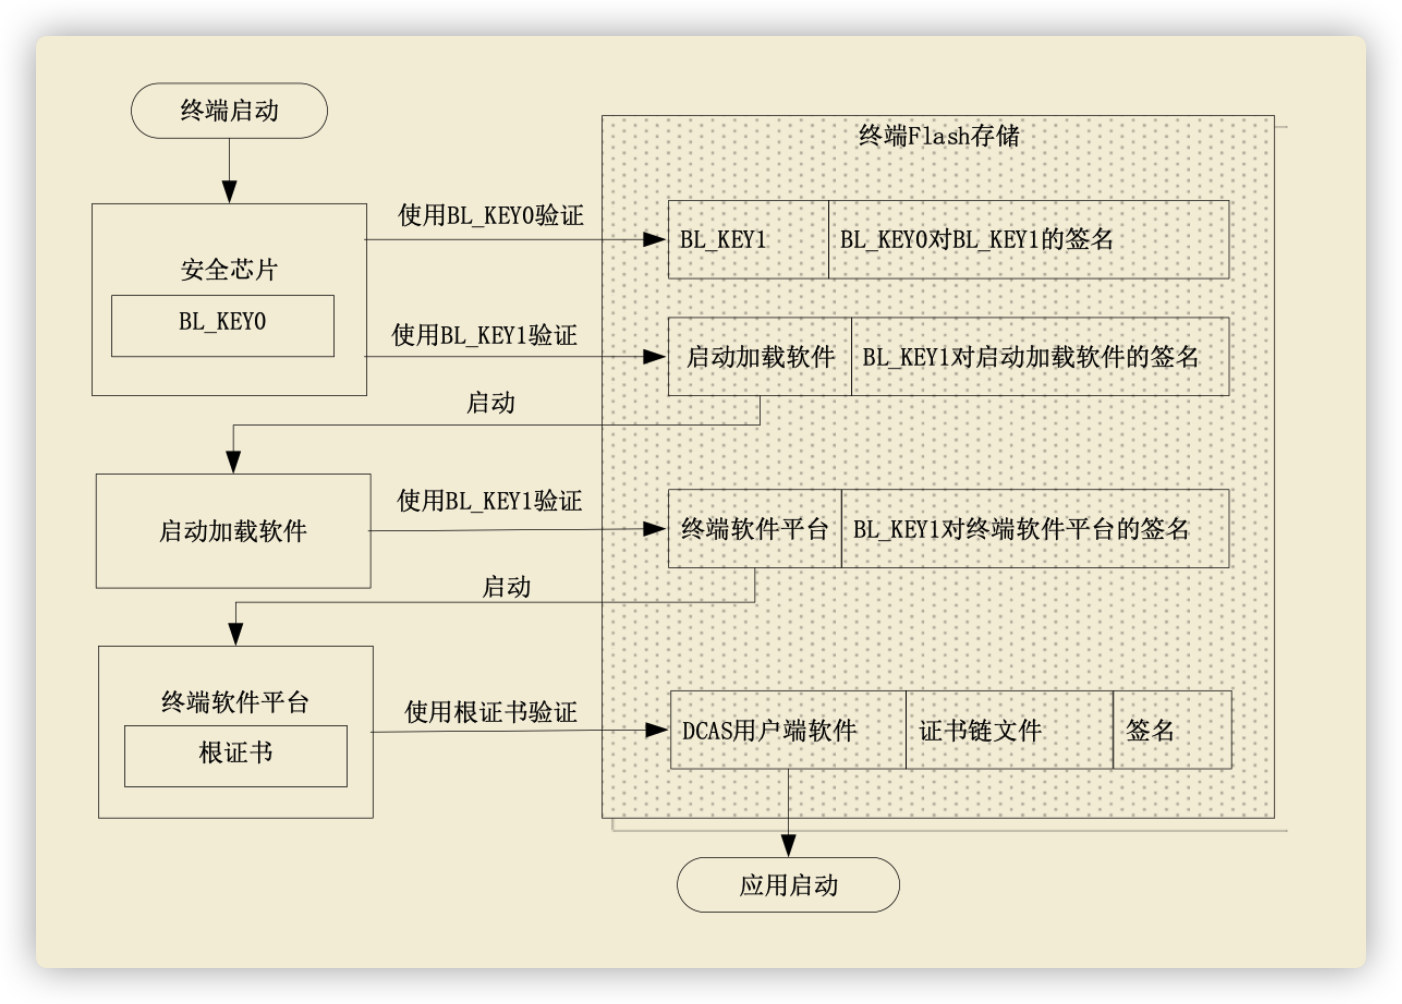 终端启动
终端Flash存储
使用BL_KEY0验证
BL_KEY1
BL_KEY0对BL_KEY1的签名
安全芯片
BL_KEY0
使用BL_KEY1验证
启动加载软件
BL_KEY1对启动加载软件的签名
启动
启动加载软件
使用BL_KEY1验证
终端软件平台
BL_KEY1对终端软件平台的签名
启动
终端软件平台
根证书
使用根证书验证
DCAS用户端软件
证书链文件
签名
应用启动